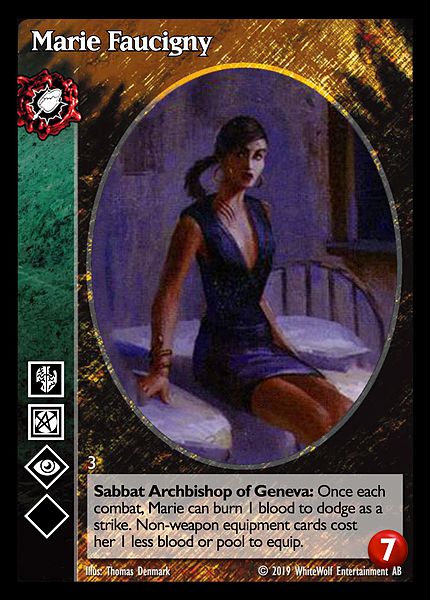 Marie Faucigny
3
Sabbat Archbishop of Geneva: Once each
combat, Marie can burn 1 blood to dodge as a
strike. Non-weapon equipment cards cost
her 1 less blood or pool to equip.
7
Illus: Thomas Denmark
© 2019 WhiteWolf Entertainment AB